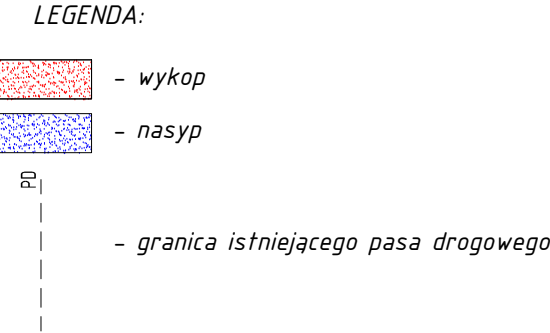 LEGENDA:
- wykop
- nasyp
PD
- granica istniejącego pasa drogowego